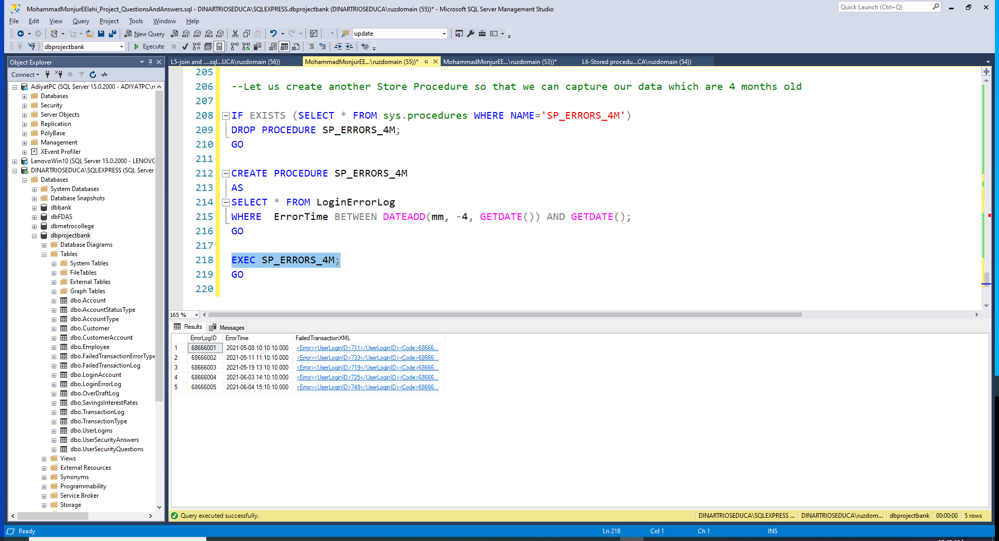 MohammadMonjurEElahi_Project_QuestionsAndAnswers.sql - DINARTRIOSEDUCA\SQLEXPRESS.dbprojectbank (DINARTRIOSEDUCA\ruzdomain (55))* - Microsoft SQL Server Management Studio
Quick Launch (Ctrl+Q)
File Edit View Query Project Tools Window Help
New Query MDX DMX XMLA DAX update
dbprojectbank Execute
Object Explorer
Connect
AdiyatPC (SQL Server 15.0.2000 - ADIYATPC\ru
Databases
Security
Server Objects
Replication
PolyBase
Management
XEvent Profiler
LenovoWin10 (SQL Server 15.0.2000 - LENOVO
DINARTRIOSEDUCA\SQLEXPRESS (SQL Server
Databases
System Databases
Database Snapshots
dbbank
dbFDAS
dbmetrocollege
dbprojectbank
Database Diagrams
Tables
System Tables
FileTables
External Tables
Graph Tables
dbo.Account
dbo.AccountStatusType
dbo.AccountType
dbo.Customer
dbo.CustomerAccount
dbo.Employee
dbo.FailedTransactionErrorType
dbo.FailedTransactionLog
dbo.LoginAccount
dbo.LoginErrorLog
dbo.OverDraftLog
dbo.SavingsInterestRates
dbo.TransactionLog
dbo.TransactionType
dbo.UserLogins
dbo.UserSecurityAnswers
dbo.UserSecurityQuestions
Views
External Resources
Synonyms
Programmability
Service Broker
Storage
L5-join and ....sql...UCA\ruzdomain (56)) MohammadMonjurEE...\ruzdomain (55))* MohammadMonjurEE...\ruzdomain (53))* L6-Stored procedu...CA\ruzdomain (54))
205
206 --Let us create another Store Procedure so that we can capture our data which are 4 months old
207
208 IF EXISTS (SELECT * FROM sys.procedures WHERE NAME='SP_ERRORS_4M')
209 DROP PROCEDURE SP_ERRORS_4M;
210 GO
211
212 CREATE PROCEDURE SP_ERRORS_4M
213 AS
214 SELECT * FROM LoginErrorLog
215 WHERE  ErrorTime BETWEEN DATEADD(mm, -4, GETDATE()) AND GETDATE();
216 GO
217
218 EXEC SP_ERRORS_4M;
219 GO
220
165 %
Results Messages
ErrorLogID ErrorTime FailedTransactionXML
1 68666001 2021-05-08 10:10:10.000 <Error><UserLoginID>711</UserLoginID><Code>68666...
2 68666002 2021-05-11 11:10:10.000 <Error><UserLoginID>733</UserLoginID><Code>68666...
3 68666003 2021-05-19 13:10:10.000 <Error><UserLoginID>719</UserLoginID><Code>68666...
4 68666004 2021-06-03 14:10:10.000 <Error><UserLoginID>725</UserLoginID><Code>68666...
5 68666005 2021-06-04 15:10:10.000 <Error><UserLoginID>749</UserLoginID><Code>68666...
Query executed successfully. DINARTRIOSEDUCA\SQLEXPRESS ... DINARTRIOSEDUCA\ruzdom... dbprojectbank 00:00:00 5 rows
Ready Ln 218 Col 1 Ch 1 INS